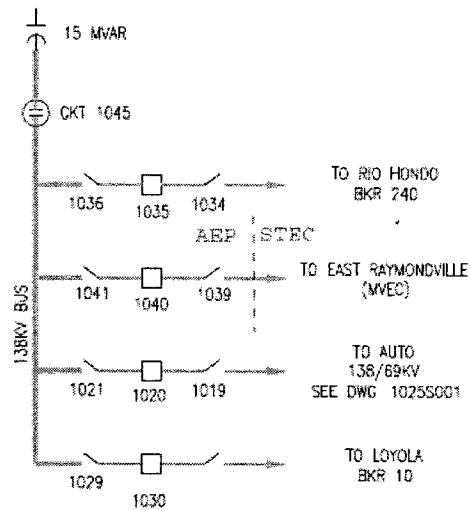 15 MVAR
CKT 1045
1036
1035
1034
TO RIO HONDO
BKR 240
AEP
STEC
1041
1040
1039
TO EAST RAYMONDVILLE
(MVEC)
138KV BUS
1021
1020
1019
TO AUTO
138/69KV
SEE DWG 1025S001
1029
1030
TO LOYOLA
BKR 10